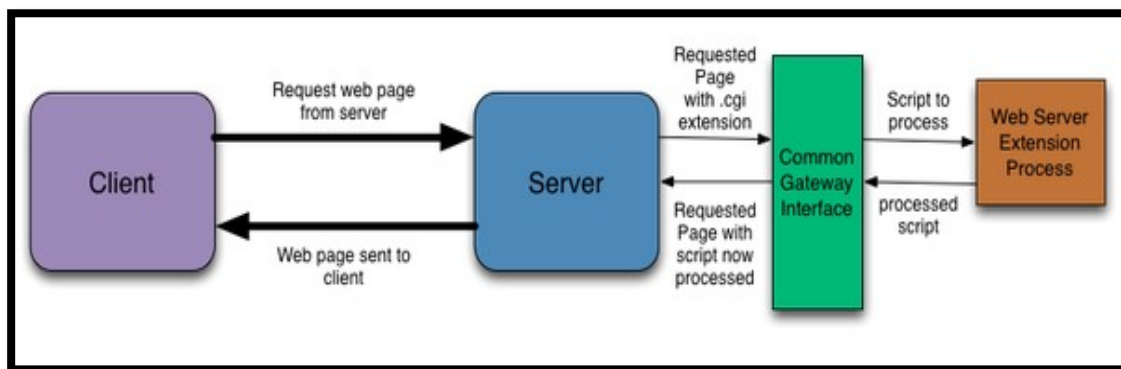 Request web page
from server
Client
Web page sent to
client
Server
Requested
Page
with .cgi
extension
Requested
Page with
script now
processed
Common
Gateway
Interface
Script to
process
processed
script
Web Server
Extension
Process